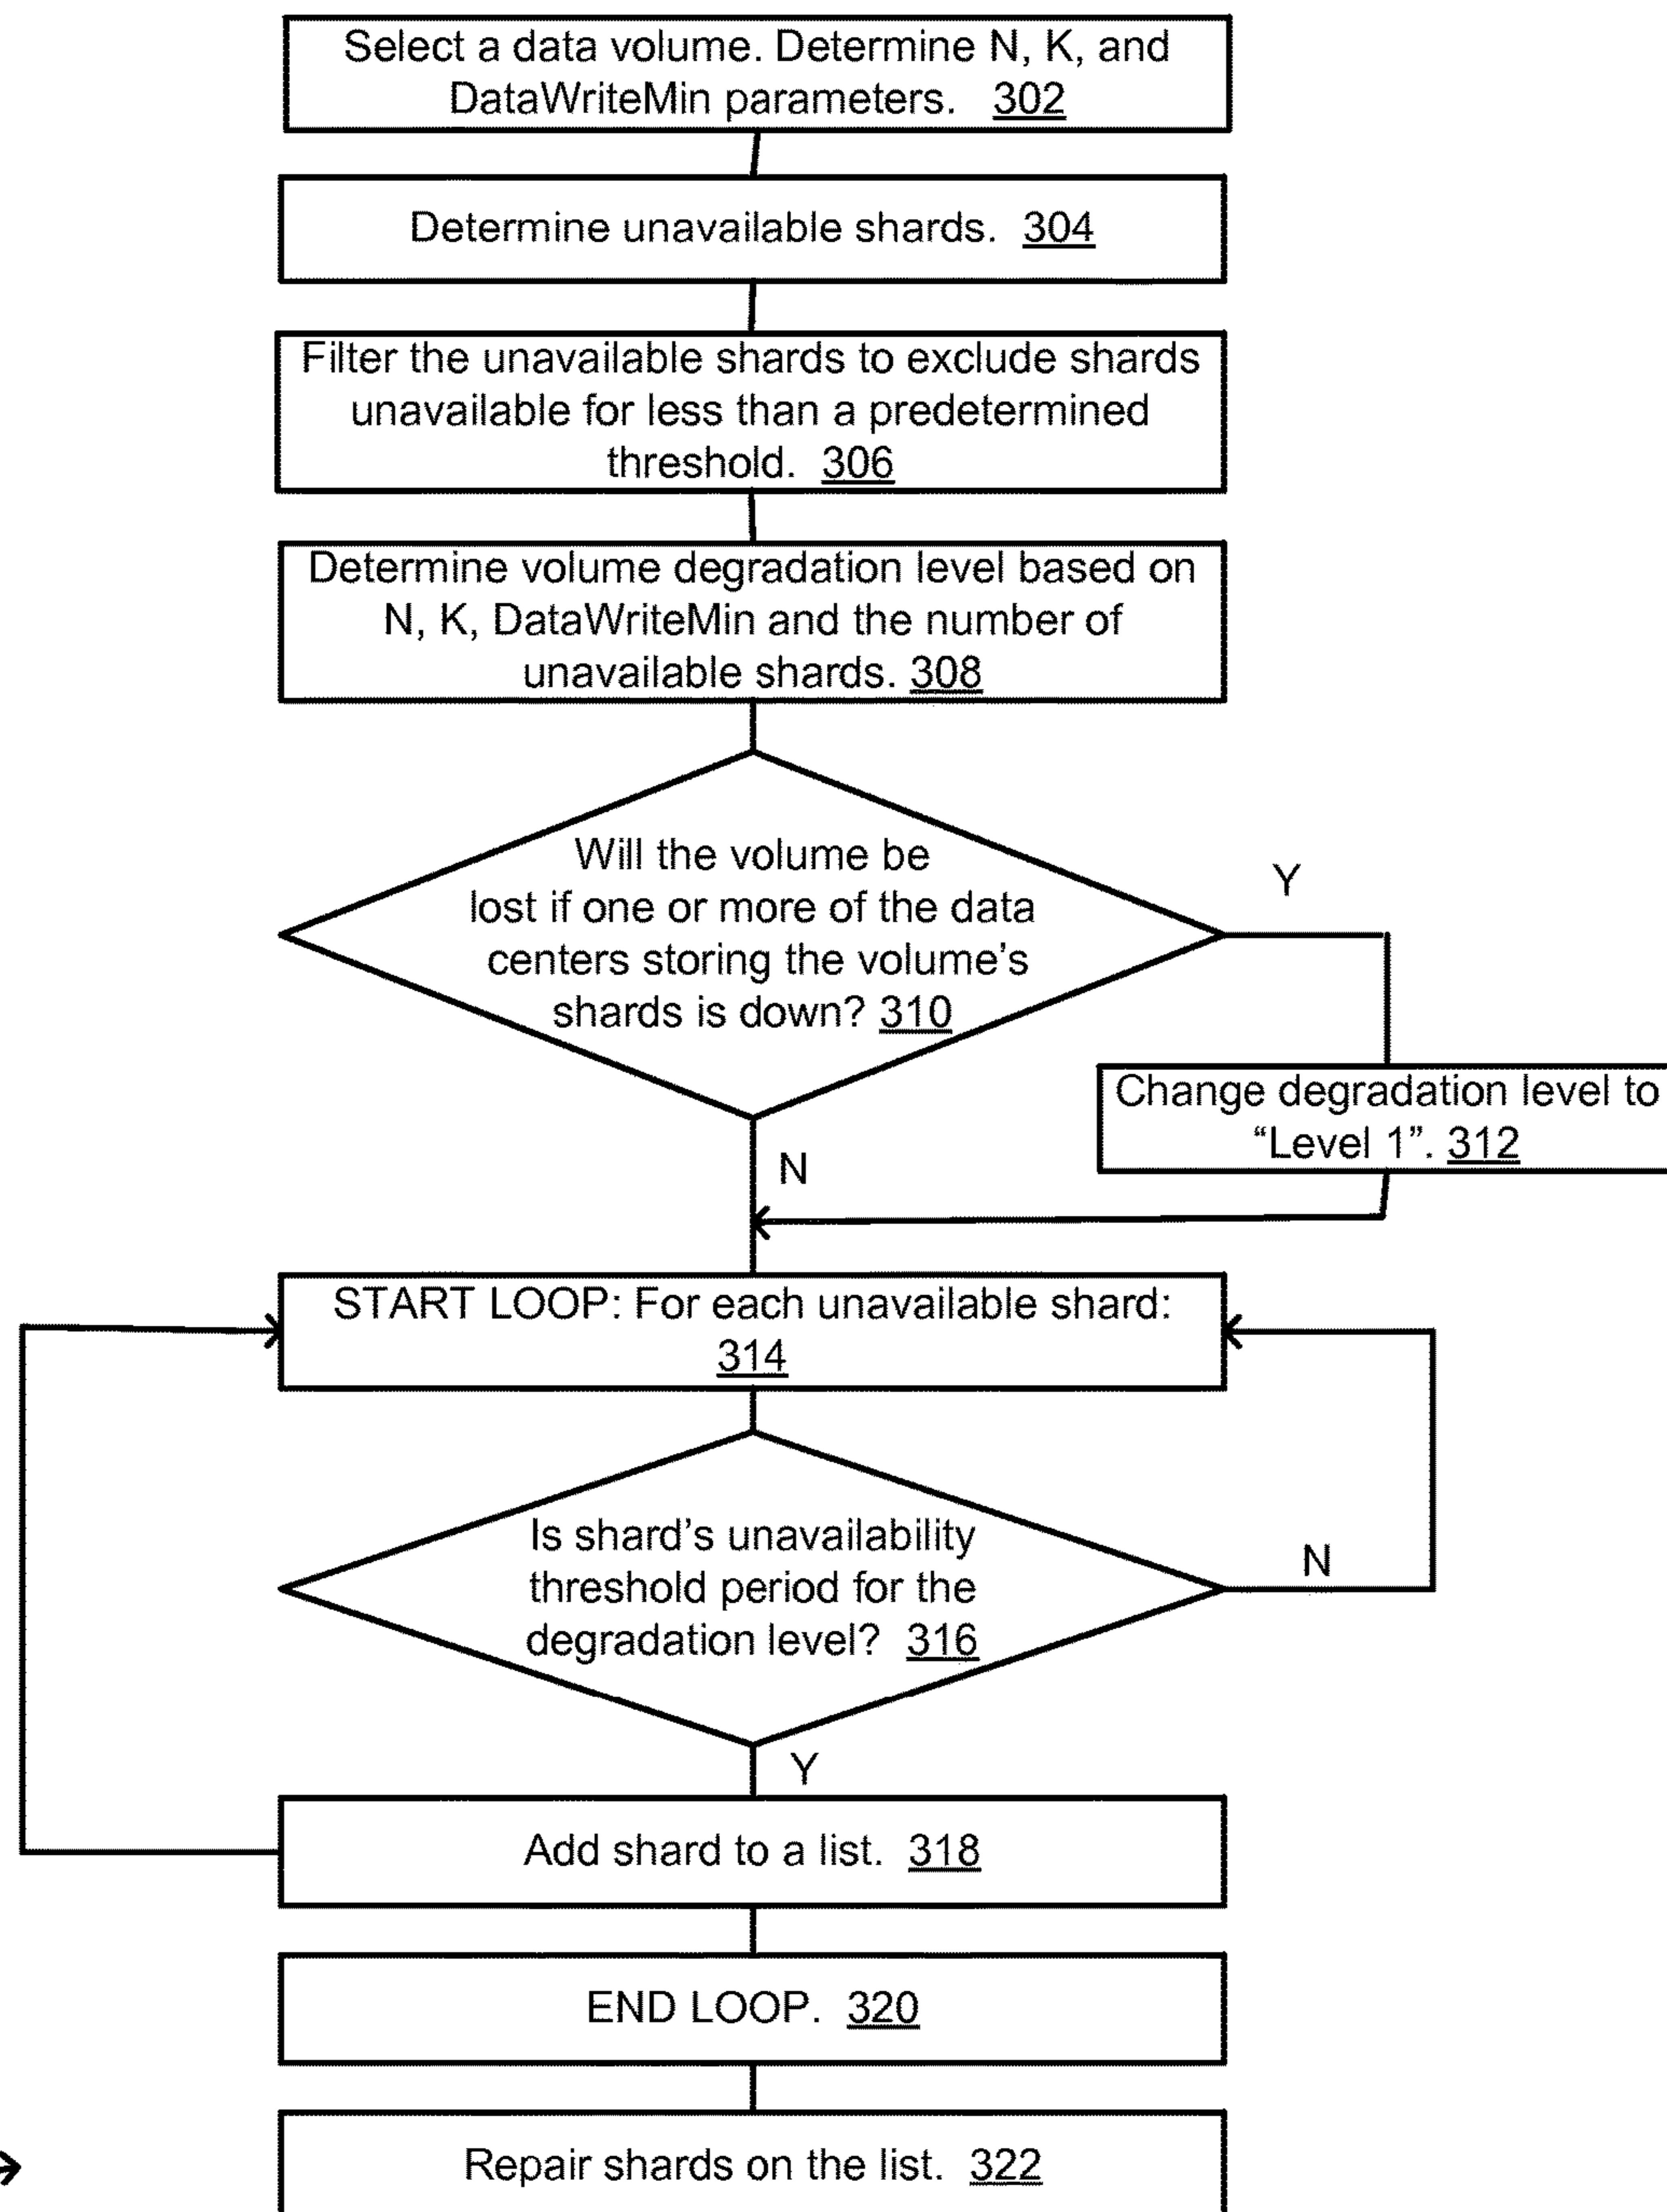 Select a data volume. Determine N, K, and
DataWriteMin parameters. 302
Determine unavailable shards. 304
Filter the unavailable shards to exclude shards
unavailable for less than a predetermined
threshold. 306
Determine volume degradation level based on
N, K, DataWriteMin and the number of
unavailable shards. 308
Will the volume be
lost if one or more of the data
centers storing the volume's
shards is down? 310
Y
Change degradation level to
“Level 1”. 312
N
START LOOP: For each unavailable shard:
314
Is shard's unavailability
threshold period for the
degradation level? 316
N
Y
Add shard to a list. 318
END LOOP. 320
Repair shards on the list. 322